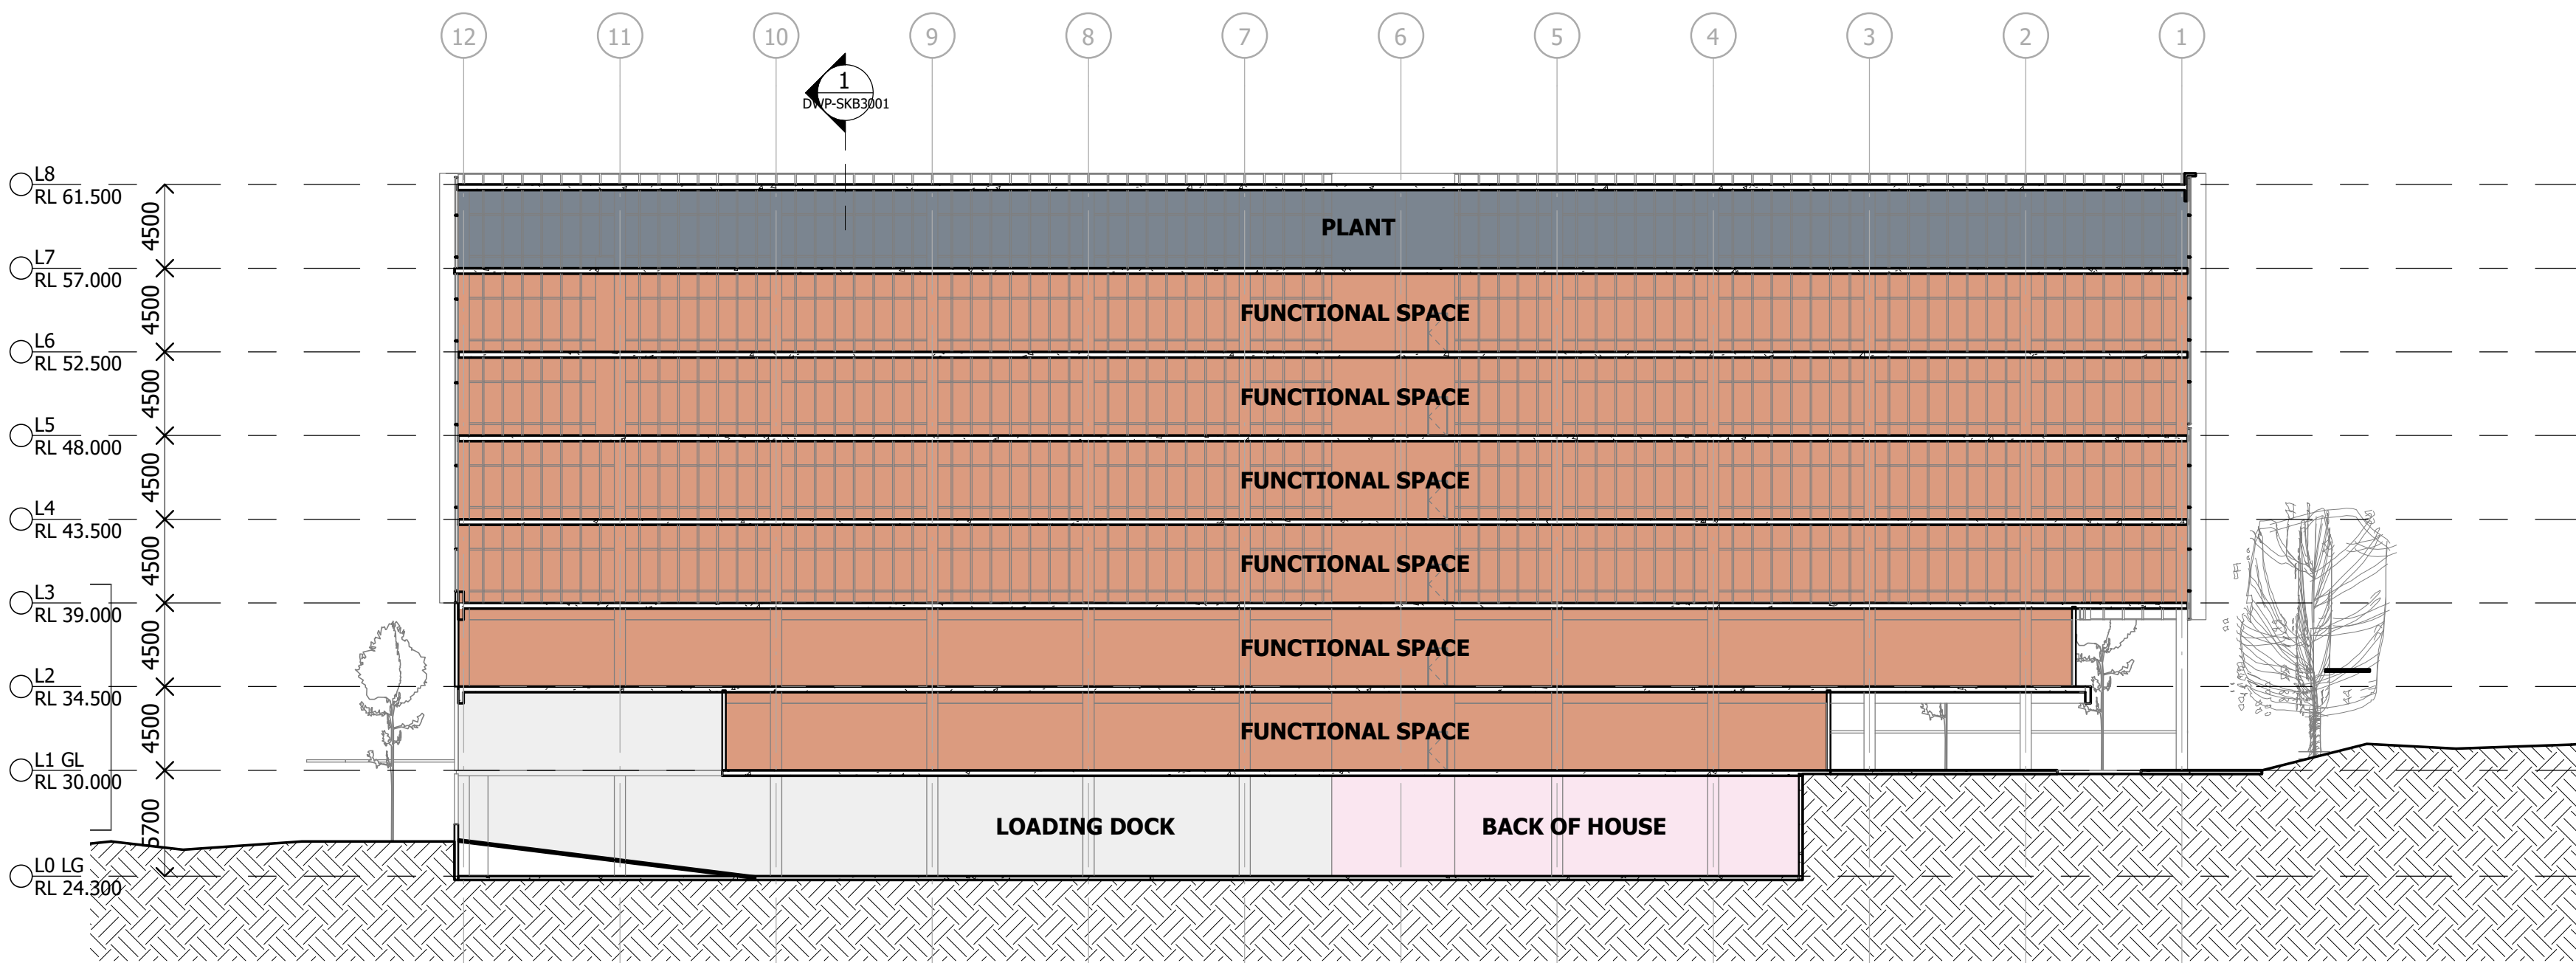 12 11 10 9 8 7 6 5 4 3 2 1
1
DWP-SKB3001
L8
RL 61.500
4500
PLANT
L7
RL 57.000
4500
FUNCTIONAL SPACE
L6
RL 52.500
4500
FUNCTIONAL SPACE
L5
RL 48.000
4500
FUNCTIONAL SPACE
L4
RL 43.500
4500
FUNCTIONAL SPACE
L3
RL 39.000
4500
FUNCTIONAL SPACE
L2
RL 34.500
4500
FUNCTIONAL SPACE
L1 GL
RL 30.000
5700
LOADING DOCK
BACK OF HOUSE
L0 LG
RL 24.300